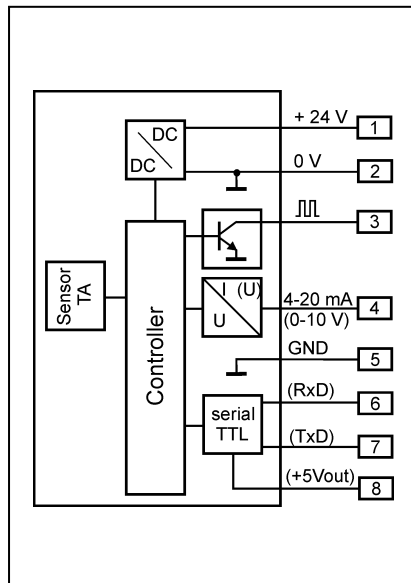 + 24 V
1
DC
DC
0 V
2
3
Sensor
TA
Controller
I (U)
U
4-20 mA
(0-10 V)
4
GND
5
serial
TTL
(RxD)
6
(TxD)
7
(+5Vout)
8